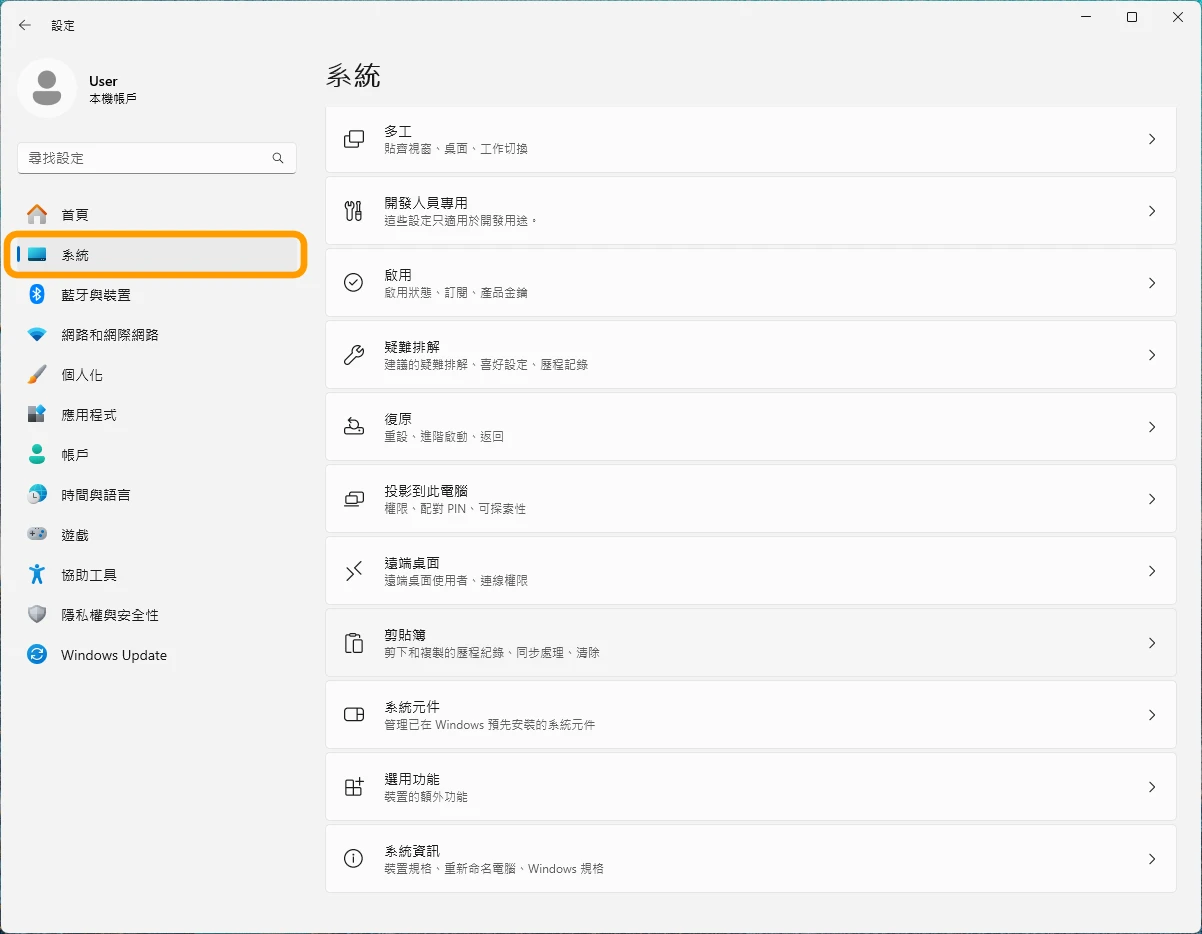 設定
User
本機帳戶
尋找設定
首頁
系統
藍牙與裝置
網路和網際網路
個人化
應用程式
帳戶
時間與語言
遊戲
協助工具
隱私權與安全性
Windows Update
系統
多工
貼齊視窗、桌面、工作切換
開發人員專用
這些設定只適用於開發用途。
啟用
啟用狀態、訂閱、產品金鑰
疑難排解
建議的疑難排解、喜好設定、歷程記錄
復原
重設、進階啟動、返回
投影到此電腦
權限、配對 PIN、可探索性
遠端桌面
遠端桌面使用者、連線權限
剪貼簿
剪下和複製的歷程紀錄、同步處理、清除
系統元件
管理已在 Windows 預先安裝的系統元件
選用功能
裝置的額外功能
系統資訊
裝置規格、重新命名電腦、Windows 規格